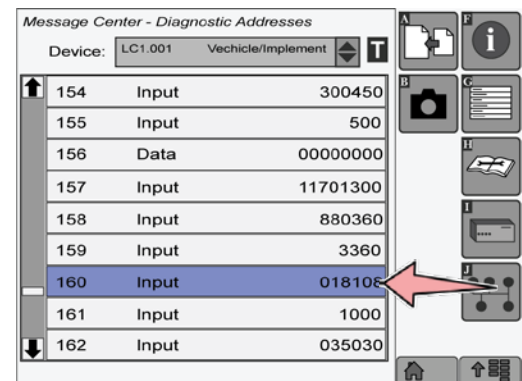 Message Center - Diagnostic Addresses
Device: LC1.001 Vechicle/Implement T
154 Input 300450
155 Input 500
156 Data 00000000
157 Input 11701300
158 Input 880360
159 Input 3360
160 Input 018108
161 Input 1000
162 Input 035030
A
F
i
B
G
H
I
J